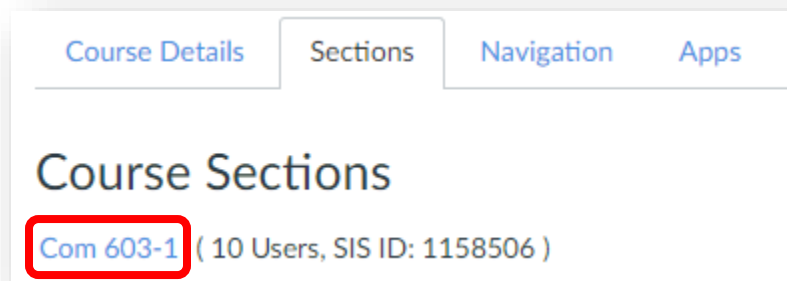 Course Details Sections Navigation Apps
Course Sections
Com 603-1 ( 10 Users, SIS ID: 1158506 )